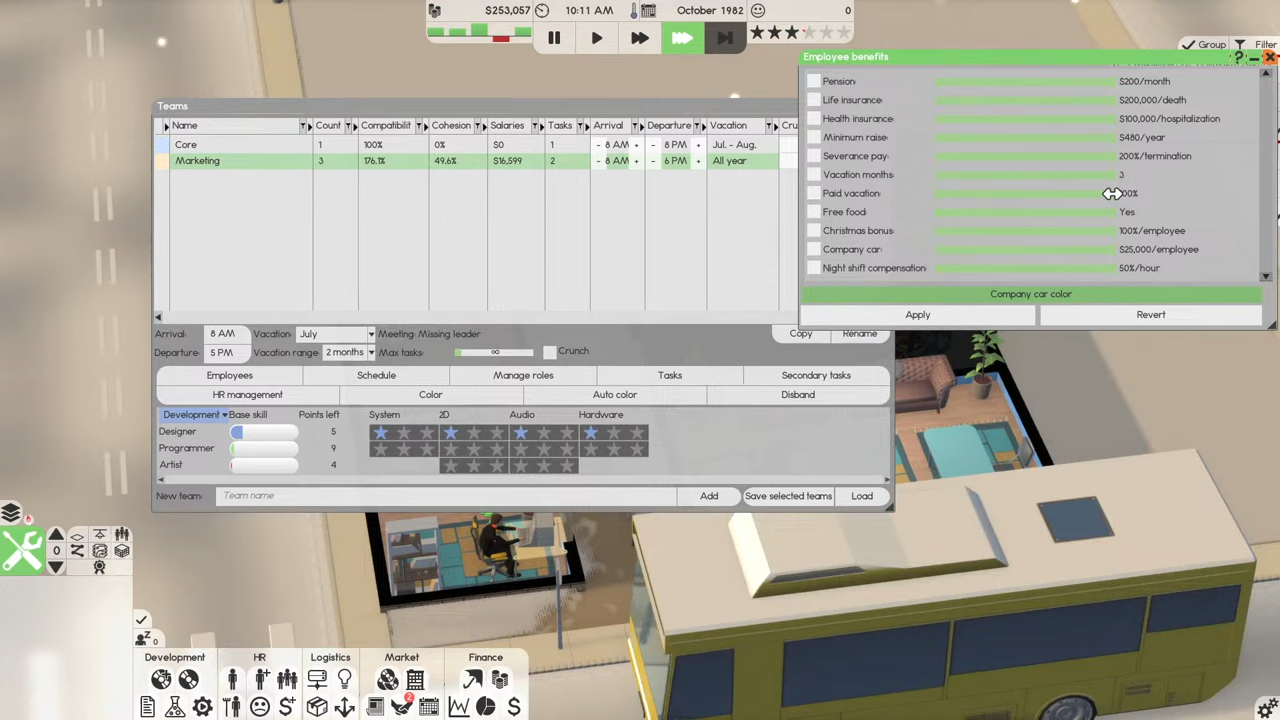 $253,057 10:11 AM October 1982 0
Group Filter
Employee benefits ?
Pension: $200/month
Life insurance: $200,000/death
Health insurance: $100,000/hospitalization
Minimum raise: $480/year
Severance pay: 200%/termination
Vacation months: 3
Paid vacation:
Free food: Yes
Christmas bonus: 100%/employee
Company car: $25,000/employee
Night shift compensation: 50%/hour
Company car color
Apply Revert
Teams
Name Count Compatibilit Cohesion Salaries Tasks Arrival Departure Vacation Cru
Core 1 100% 0% $0 1 - 8 AM + - 8 PM + Jul. - Aug.
Marketing 3 176.1% 49.6% $16,599 2 - 8 AM + - 6 PM + All year
Arrival: 8 AM Vacation: July Meeting: Missing leader Copy Rename
Departure: 5 PM Vacation range: 2 months Max tasks: ∞ Crunch
Employees Schedule Manage roles Tasks Secondary tasks
HR management Color Auto color Disband
Development Base skill Points left System 2D Audio Hardware
Designer 5
Programmer 9
Artist 4
New team: Team name Add Save selected teams Load
0
Z 0
Development HR Logistics Market Finance
2